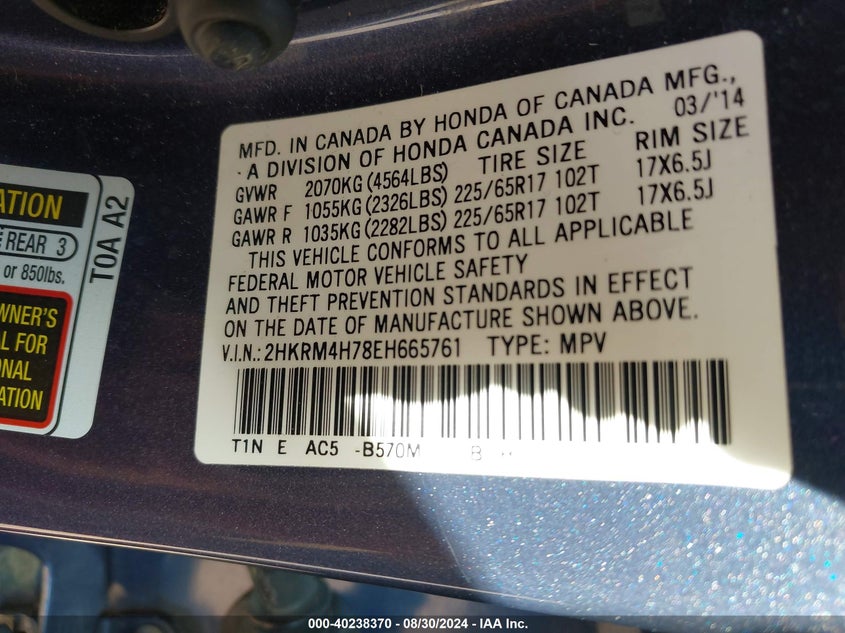 MFD. IN CANADA BY HONDA OF CANADA MFG.,
A DIVISION OF HONDA CANADA INC. 03/'14
GVWR 2070KG (4564LBS) TIRE SIZE RIM SIZE
GAWR F 1055KG (2326LBS) 225/65R17 102T 17X6.5J
GAWR R 1035KG (2282LBS) 225/65R17 102T 17X6.5J
THIS VEHICLE CONFORMS TO ALL APPLICABLE
FEDERAL MOTOR VEHICLE SAFETY
AND THEFT PREVENTION STANDARDS IN EFFECT
ON THE DATE OF MANUFACTURE SHOWN ABOVE.
V.I.N.: 2HKRM4H78EH665761 TYPE: MPV
T1N E AC5 -B570M B
ATION
REAR 3
or 850lbs.
WNER'S
AL FOR
ONAL
ATION
T0A A2
000-40238370 — 08/30/2024 — IAA Inc.